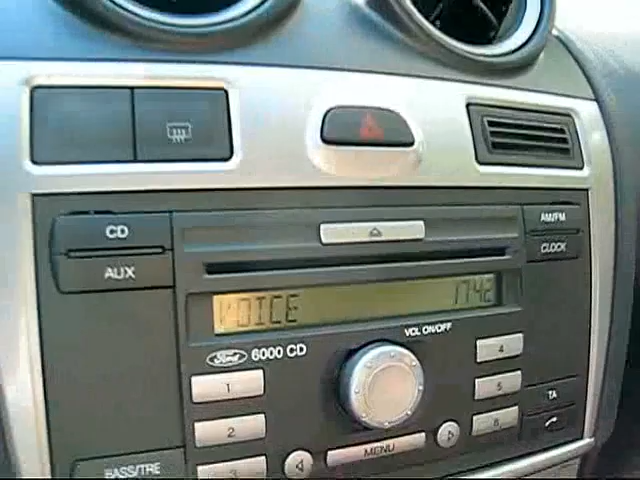 CD
AUX
AM/FM
CLOCK
VOICE 1742
VOL ON/OFF
Ford 6000 CD
1
2
3
4
5
6
MENU
TA
BASS/TRE